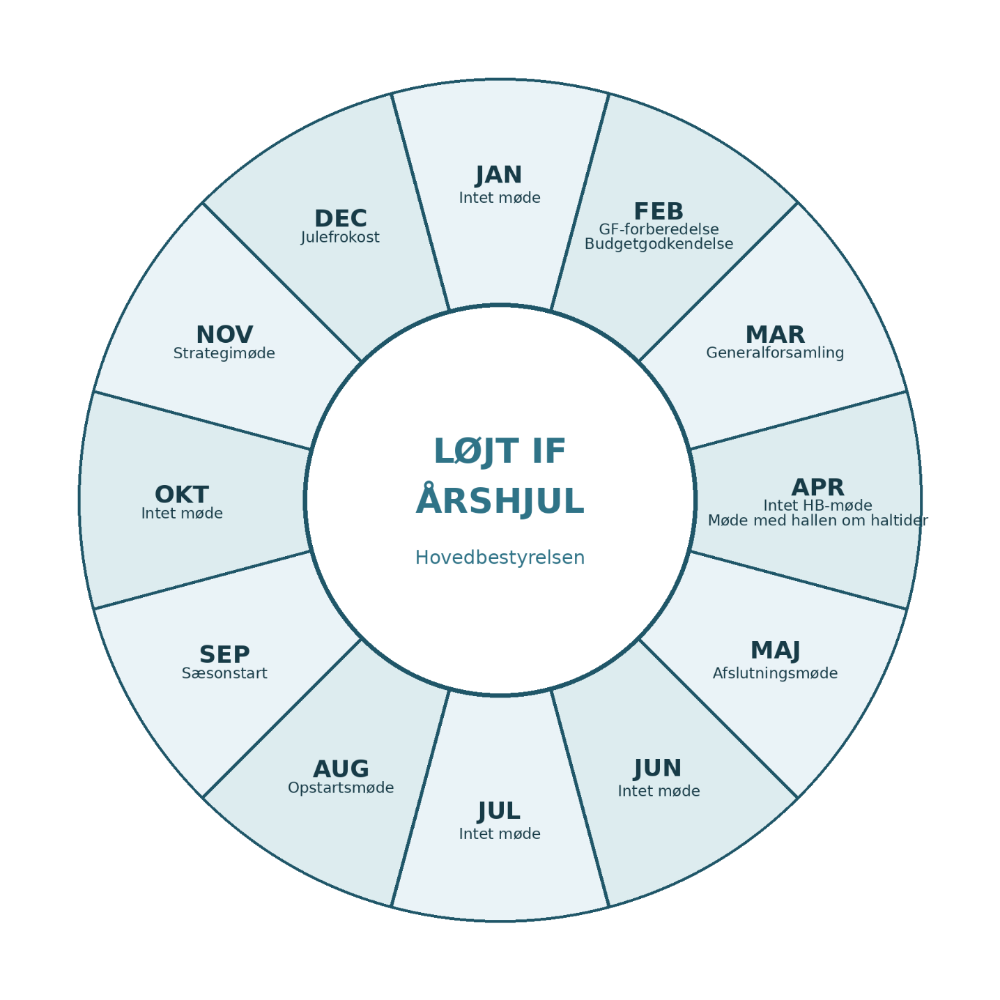 LØJT IF
ÅRSHJUL
Hovedbestyrelsen
JAN
Intet møde
FEB
GF-forberedelse
Budgetgodkendelse
MAR
Generalforsamling
APR
Intet HB-møde
Møde med hallen om haltider
MAJ
Afslutningsmøde
JUN
Intet møde
JUL
Intet møde
AUG
Opstartsmøde
SEP
Sæsonstart
OKT
Intet møde
NOV
Strategimøde
DEC
Julefrokost